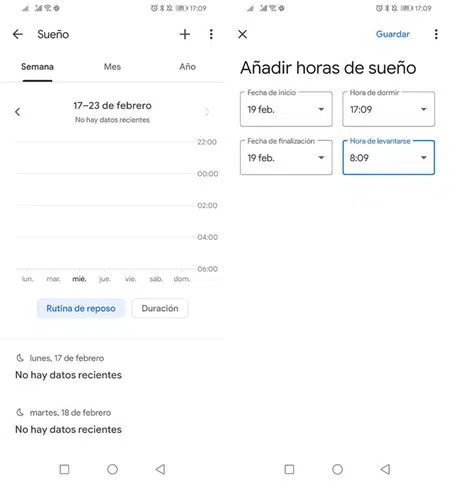 17:09
Sueño
Semana
Mes
Año
17–23 de febrero
No hay datos recientes
22:00
00:00
02:00
04:00
06:00
lun. mar. mié. jue. vie. sáb. dom.
Rutina de reposo
Duración
lunes, 17 de febrero
No hay datos recientes
martes, 18 de febrero
No hay datos recientes
17:09
Guardar
Añadir horas de sueño
Fecha de inicio
19 feb.
Hora de dormir
17:09
Fecha de finalización
19 feb.
Hora de levantarse
8:09